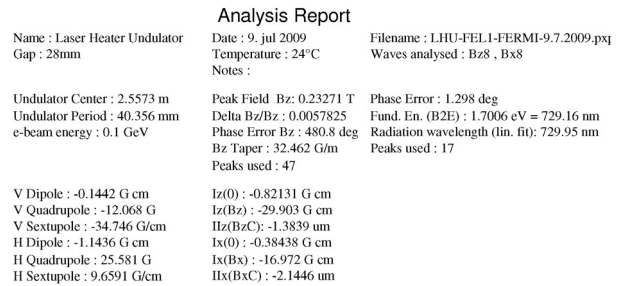 Analysis Report
Name : Laser Heater Undulator
Gap : 28mm
Date : 9. jul 2009
Temperature : 24°C
Notes :
Filename : LHU-FEL1-FERMI-9.7.2009.pxp
Waves analysed : Bz8 , Bx8
Undulator Center : 2.5573 m
Undulator Period : 40.356 mm
e-beam energy : 0.1 GeV
Peak Field Bz: 0.23271 T
Delta Bz/Bz : 0.0057825
Phase Error Bz : 480.8 deg
Bz Taper : 32.462 G/m
Peaks used : 47
Phase Error : 1.298 deg
Fund. En. (B2E) : 1.7006 eV = 729.16 nm
Radiation wavelength (lin. fit): 729.95 nm
Peaks used : 17
V Dipole : -0.1442 G cm
V Quadrupole : -12.068 G
V Sextupole : -34.746 G/cm
H Dipole : -1.1436 G cm
H Quadrupole : 25.581 G
H Sextupole : 9.6591 G/cm
Iz(0) : -0.82131 G cm
Iz(Bz) : -29.903 G cm
IIz(BzC): -1.3839 um
Ix(0) : -0.38438 G cm
Ix(Bx) : -16.972 G cm
IIx(BxC) : -2.1446 um